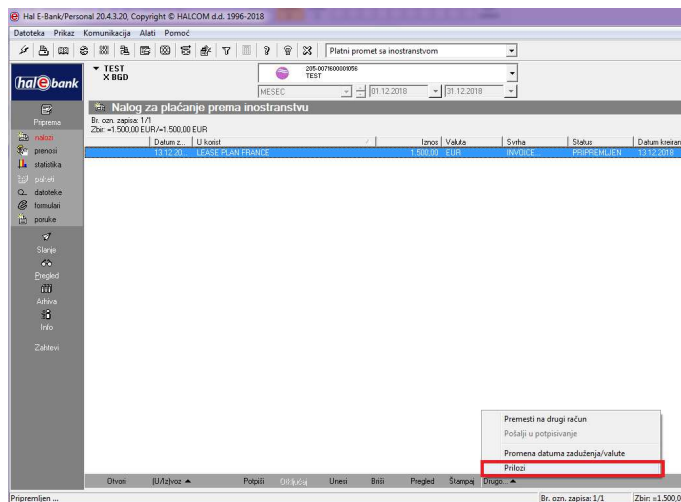 Hal E-Bank/Personal 20.4.3.20, Copyright © HALCOM d.d. 1996-2018
Datoteka Prikaz Komunikacija Alati Pomoć
Platni promet sa inostranstvom
hal@bank
TEST
X BGD
205-0071600001056
TEST
MESEC
01.12.2018
31.12.2018
Priprema
nalozi
prenosi
statistika
paketi
datoteke
formulari
poruke
Slanje
Pregled
Arhiva
Info
Zahtevi
Nalog za plaćanje prema inostranstvu
Br. ozn. zapisa: 1/1
Zbir: =1.500,00 EUR/=1.500,00 EUR
Datum z... U korist Iznos Valuta Svrha Status Datum kreiran
13.12.20... LEASE PLAN FRANCE 1.500,00 EUR INVOICE... PRIPREMLJEN 13.12.2018
Premesti na drugi račun
Pošalji u potpisivanje
Promena datuma zaduženja/valute
Prilozi
Otvori (U/Iz)voz Potpiši Otključaj Unesi Briši Pregled Štampaj Drugo...
Pripremljen ...
Br. ozn. zapisa: 1/1
Zbir: =1.500,0